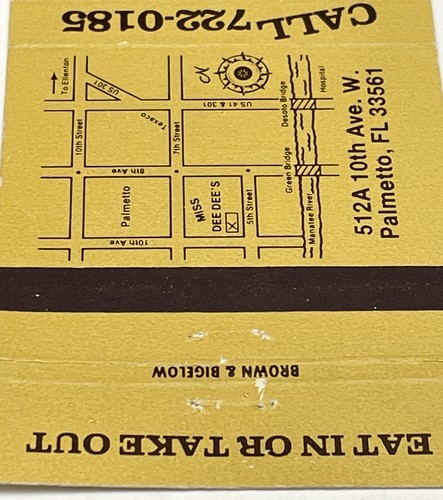 CALL 722-0185
512A 10th Ave. W.
Palmetto, FL 33561
N
To Ellenton
US 301
US 41 & 301
Desoto Bridge
Hospital
Texaco
10th Street
7th Street
8th Ave
Green Bridge
Palmetto
MISS
DEE DEE'S
5th Street
Manatee River
10th Ave
BROWN & BIGELOW
EAT IN OR TAKE OUT